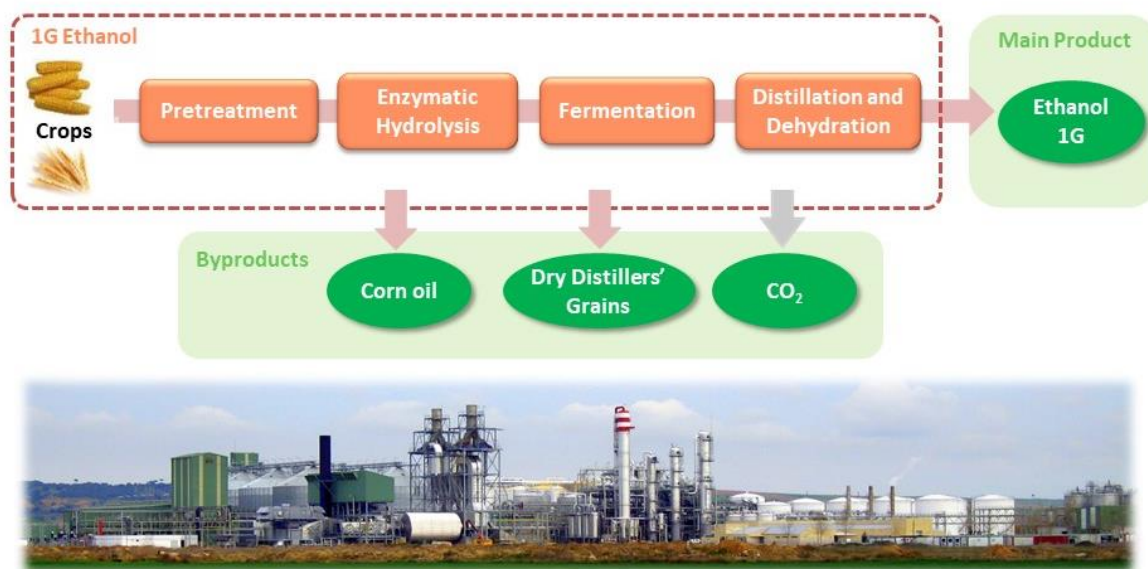 1G Ethanol
Crops
Pretreatment
Enzymatic
Hydrolysis
Fermentation
Distillation and
Dehydration
Main Product
Ethanol
1G
Byproducts
Corn oil
Dry Distillers’
Grains
CO₂